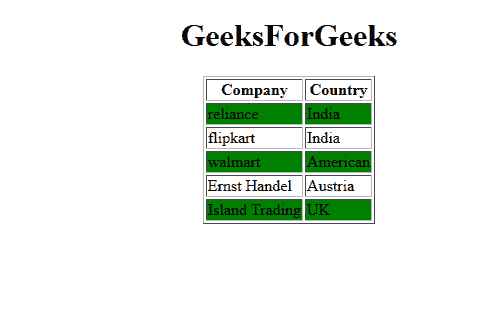 GeeksForGeeks
Company Country
reliance India
flipkart India
walmart American
Ernst Handel Austria
Island Trading UK